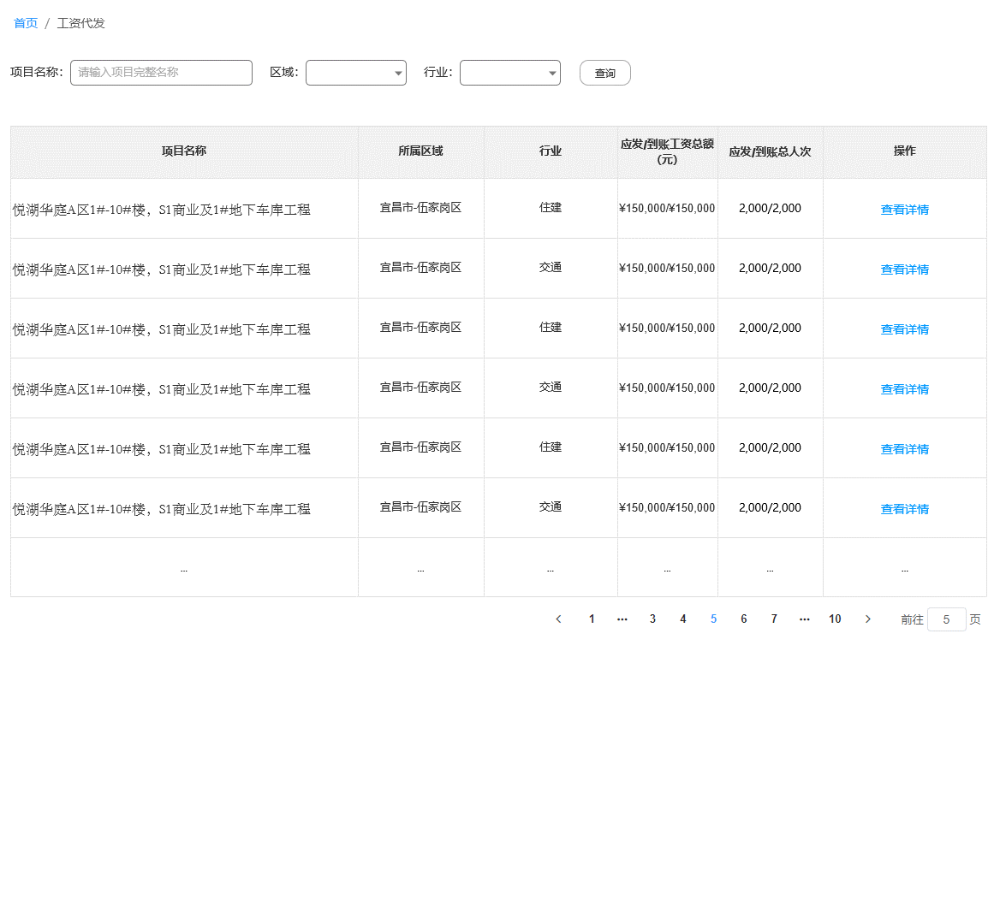 首页 / 工资代发
项目名称: 请输入项目完整名称 区域: 行业: 查询
项目名称 所属区域 行业 应发/到账工资总额(元) 应发/到账总人次 操作
悦湖华庭A区1#-10#楼，S1商业及1#地下车库工程 宜昌市-伍家岗区 住建 ¥150,000/¥150,000 2,000/2,000 查看详情
悦湖华庭A区1#-10#楼，S1商业及1#地下车库工程 宜昌市-伍家岗区 交通 ¥150,000/¥150,000 2,000/2,000 查看详情
悦湖华庭A区1#-10#楼，S1商业及1#地下车库工程 宜昌市-伍家岗区 住建 ¥150,000/¥150,000 2,000/2,000 查看详情
悦湖华庭A区1#-10#楼，S1商业及1#地下车库工程 宜昌市-伍家岗区 交通 ¥150,000/¥150,000 2,000/2,000 查看详情
悦湖华庭A区1#-10#楼，S1商业及1#地下车库工程 宜昌市-伍家岗区 住建 ¥150,000/¥150,000 2,000/2,000 查看详情
悦湖华庭A区1#-10#楼，S1商业及1#地下车库工程 宜昌市-伍家岗区 交通 ¥150,000/¥150,000 2,000/2,000 查看详情
... ... ... ... ... ...
< 1 ••• 3 4 5 6 7 ••• 10 > 前往 5 页